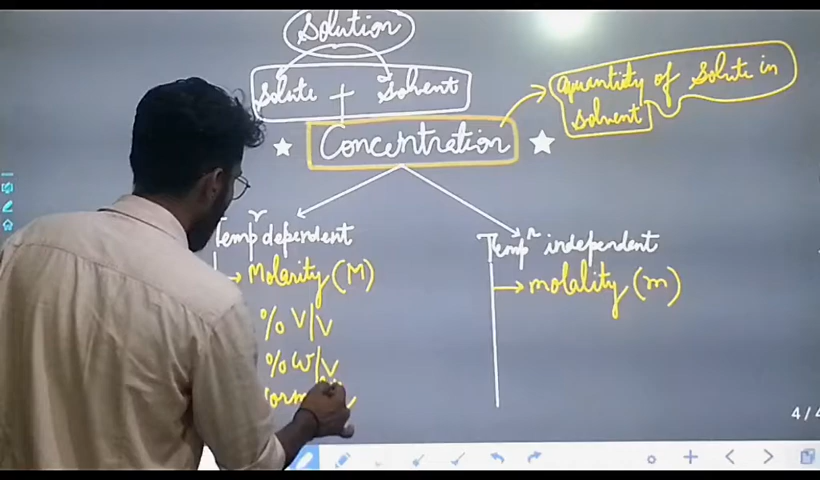 Solution
Solute + Solvent
Quantity of Solute in
Solvent
Concentration
Temp^r dependent
Temp^r independent
Molarity (M)
molality (m)
% V/V
% W/V
4/4